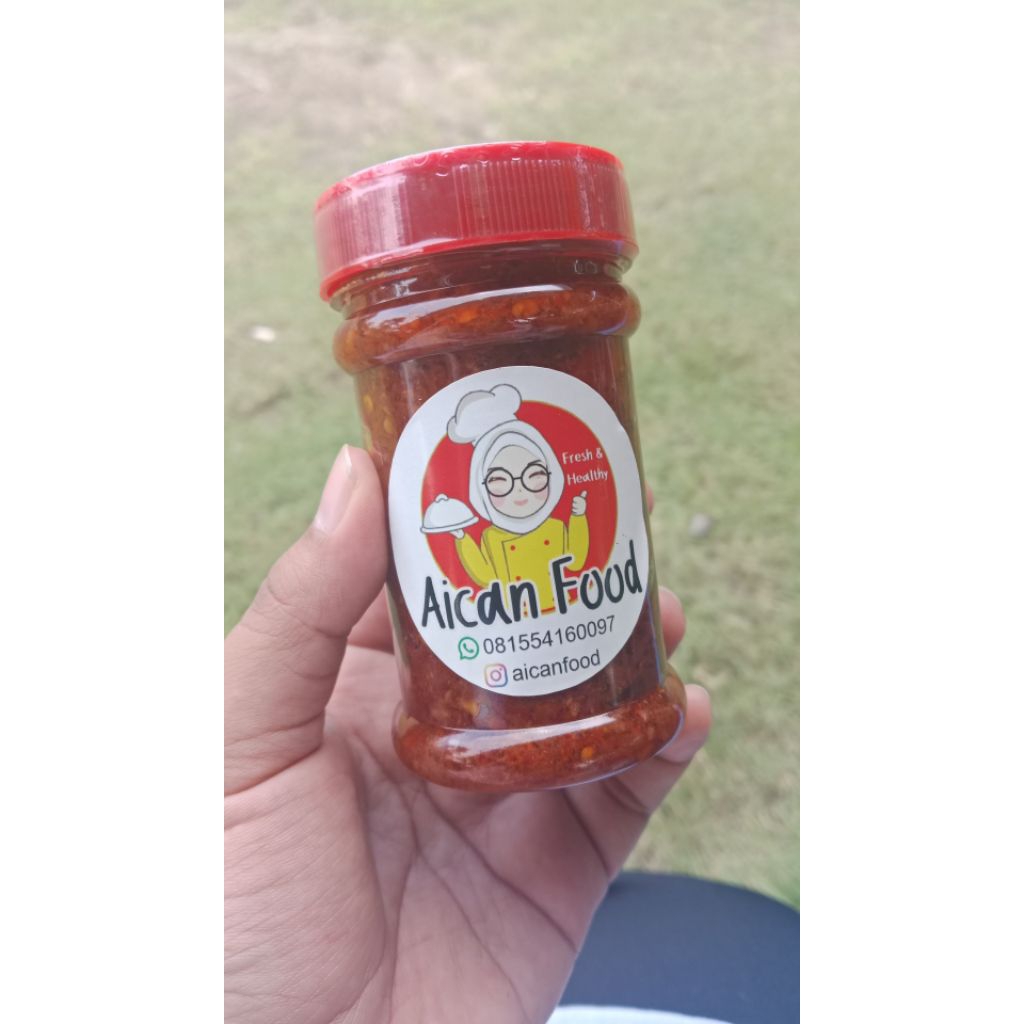 Fresh &
Healthy
Aican Food
081554160097
aicanfood